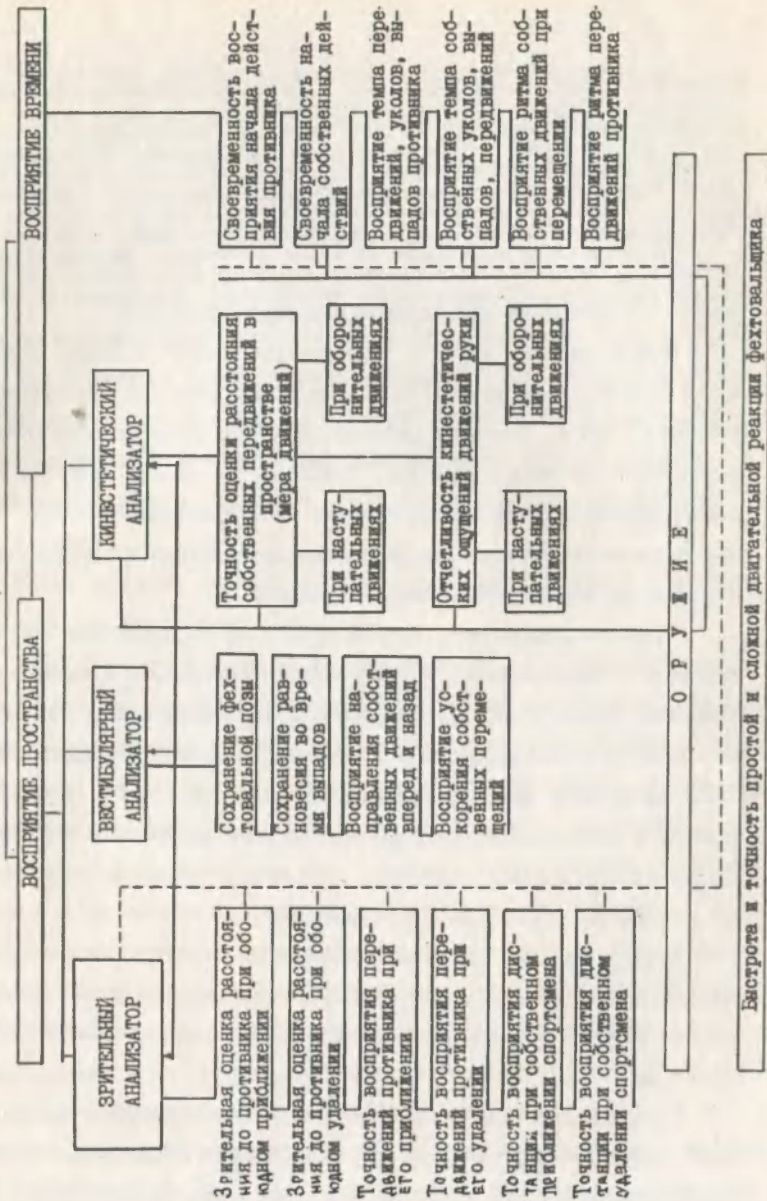 ВОСПРИЯТИЕ ПРОСТРАНСТВА
ВОСПРИЯТИЕ ВРЕМЕНИ
ЗРИТЕЛЬНЫЙ
АНАЛИЗАТОР
ВЕСТИБУЛЯРНЫЙ
АНАЛИЗАТОР
КИНЕСТЕТИЧЕСКИЙ
АНАЛИЗАТОР
Зрительная оценка расстоя-
ния до противника при обо-
юдном приближении
Зрительная оценка расстоя-
ния до противника при обо-
юдном удалении
Точность восприятия пере-
движений противника при
его приближении
Точность восприятия пере-
движений противника при
его удалении
Точность восприятия дис-
танции при собственном
приближении спортсмена
Точность восприятия дис-
танции при собственном
удалении спортсмена
Сохранение фех-
товальной позы
Сохранение рав-
новесия во вре-
ми выпадов
Восприятие на-
правления собст-
венных движений
вперед и назад
Восприятие ус-
корения собст-
венных переме-
щений
Точность оценки расстояния
собственных передвижений в
пространстве
(мера движений)
При насту-
пательных
движениях
При оборо-
нительных
движениях
Отчетливость кинестетичес-
ких ощущений движений руки
При насту-
пательных
движениях
При оборо-
нительных
движениях
Своевременность вос-
приятия начала дейст-
вия противника
Своевременность на-
чала собственных дей-
ствий
Восприятие темпа пере-
движений, уколов, вы-
падов противника
Восприятие темпа соб-
ственных уколов, вы-
падов, передвижений
Восприятие ритма соб-
ственных движений при
перемещении
Восприятие ритма пере-
движений противника
ОРУЖИЕ
Быстрота и точность простой и сложной двигательной реакции фехтовальщика